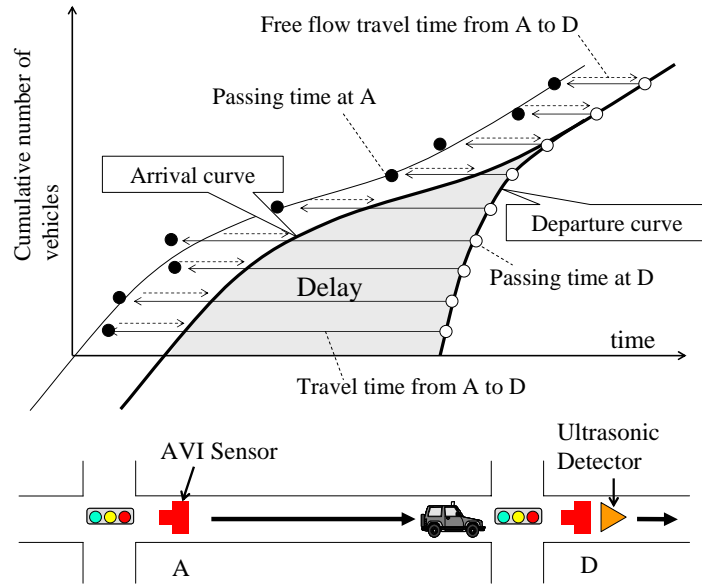 Free flow travel time from A to D
Cumulative number of
vehicles
Passing time at A
Arrival curve
Departure curve
Passing time at D
Delay
time
Travel time from A to D
AVI Sensor
Ultrasonic
Detector
A
D